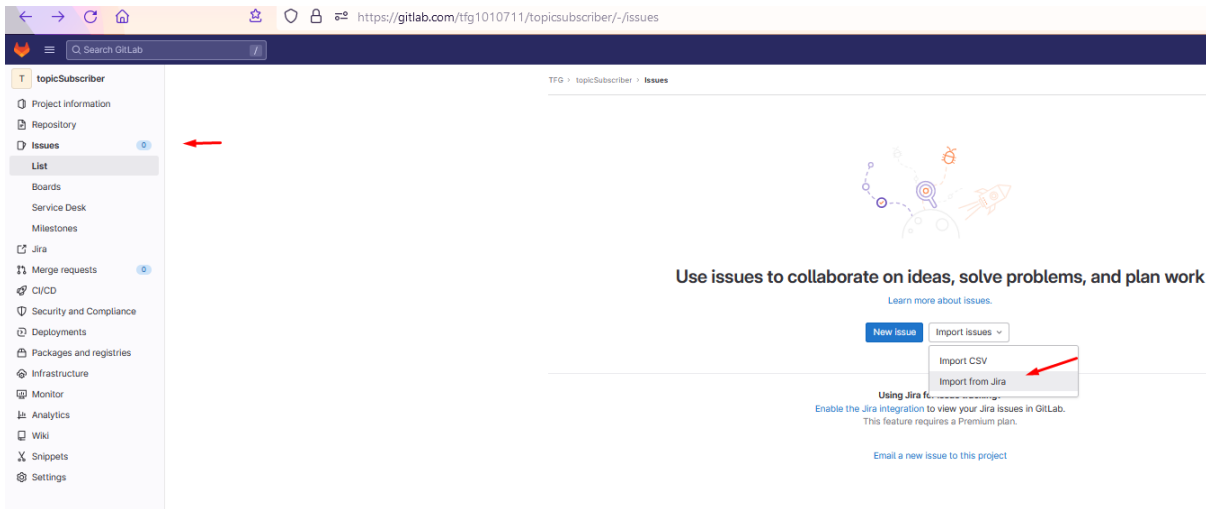 https://gitlab.com/tfg1010711/topicsubscriber/-/issues
Search GitLab /
T topicSubscriber
TFG > topicSubscriber > Issues
Project information
Repository
Issues 0
List
Boards
Service Desk
Milestones
Jira
Merge requests 0
CI/CD
Security and Compliance
Deployments
Packages and registries
Infrastructure
Monitor
Analytics
Wiki
Snippets
Settings
Use issues to collaborate on ideas, solve problems, and plan work
Learn more about issues.
New issue Import issues
Import CSV
Import from Jira
Using Jira
Enable the Jira integration to view your Jira issues in GitLab.
This feature requires a Premium plan.
Email a new issue to this project